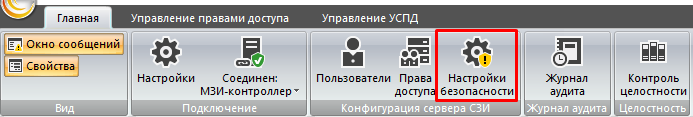 Главная
Управление правами доступа
Управление УСПД
Окно сообщений
Свойства
Вид
Настройки
Соединен:
МЗИ-контроллер
Подключение
Пользователи
Права
доступа
Настройки
безопасности
Конфигурация сервера СЗИ
Журнал
аудита
Журнал аудита
Контроль
целостности
Целостность